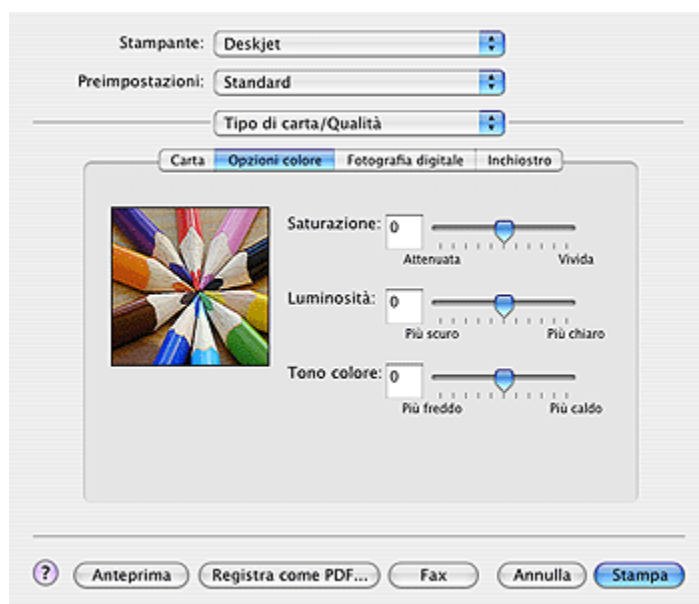 Stampante: Deskjet
Preimpostazioni: Standard
Tipo di carta/Qualità
Carta Opzioni colore Fotografia digitale Inchiostro
Saturazione: 0
Attenuata Vivida
Luminosità: 0
Più scuro Più chiaro
Tono colore: 0
Più freddo Più caldo
? Anteprima Registra come PDF... Fax Annulla Stampa